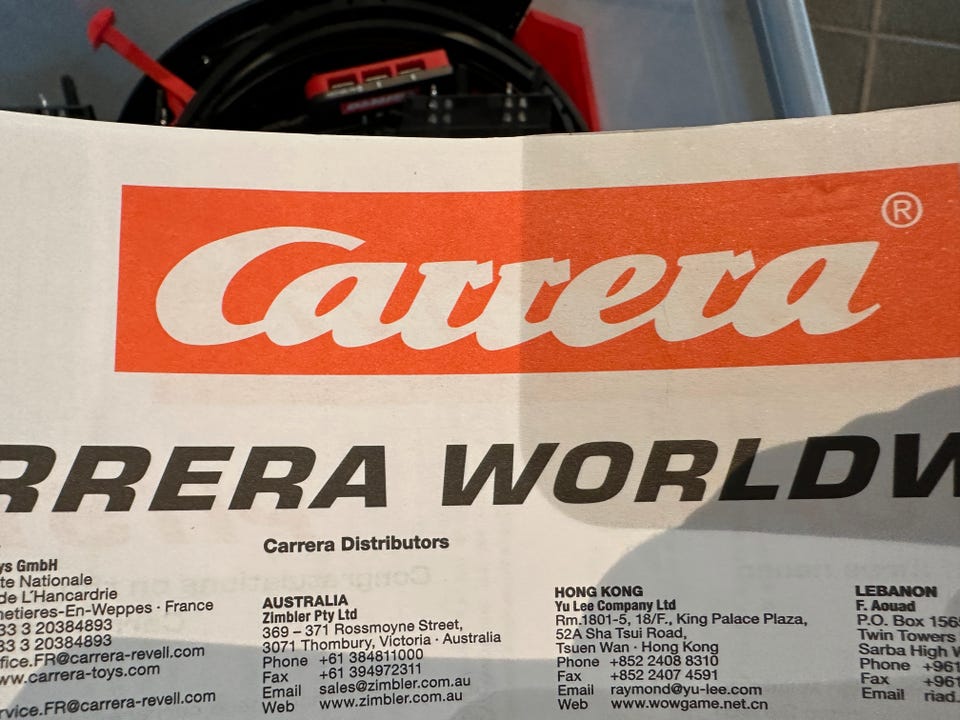 Carrera ®
CARRERA
RRERA WORLDW
Carrera Distributors
ys GmbH
te Nationale
de L'Hancardrie
netieres-En-Weppes · France
33 3 20384893
33 3 20384893
ffice.FR@carrera-revell.com
ww.carrera-toys.com
rvice.FR@carrera-revell.com
AUSTRALIA
Zimbler Pty Ltd
369 – 371 Rossmoyne Street,
3071 Thornbury, Victoria · Australia
Phone +61 384811000
Fax +61 394972311
Email sales@zimbler.com.au
Web www.zimbler.com.au
HONG KONG
Yu Lee Company Ltd
Rm.1801-5, 18/F., King Palace Plaza,
52A Sha Tsui Road,
Tsuen Wan · Hong Kong
Phone +852 2408 8310
Fax +852 2407 4591
Email raymond@yu-lee.com
Web www.wowgame.net.cn
LEBANON
F. Aouad
P.O. Box 156
Twin Towers
Sarba High
Phone +961
Fax +961
Email riad.